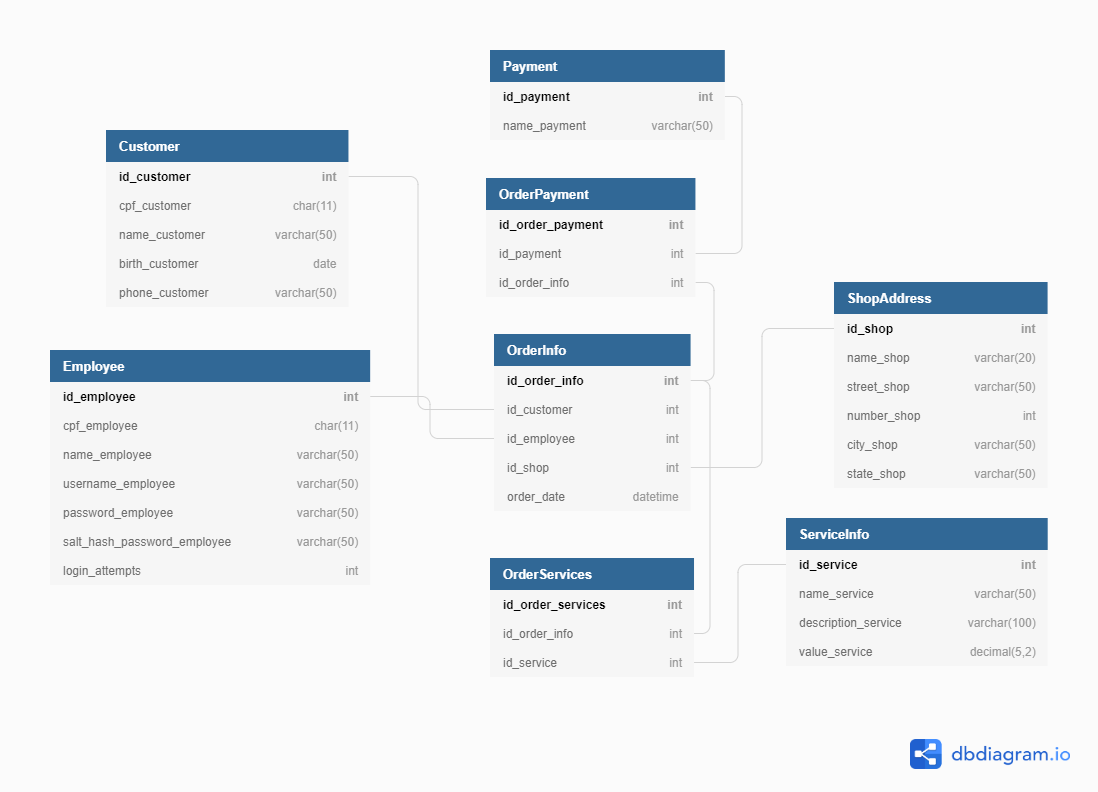 Payment
id_payment int
name_payment varchar(50)
Customer
id_customer int
cpf_customer char(11)
name_customer varchar(50)
birth_customer date
phone_customer varchar(50)
OrderPayment
id_order_payment int
id_payment int
id_order_info int
ShopAddress
id_shop int
name_shop varchar(20)
street_shop varchar(50)
number_shop int
city_shop varchar(50)
state_shop varchar(50)
OrderInfo
id_order_info int
id_customer int
id_employee int
id_shop int
order_date datetime
Employee
id_employee int
cpf_employee char(11)
name_employee varchar(50)
username_employee varchar(50)
password_employee varchar(50)
salt_hash_password_employee varchar(50)
login_attempts int
ServiceInfo
id_service int
name_service varchar(50)
description_service varchar(100)
value_service decimal(5,2)
OrderServices
id_order_services int
id_order_info int
id_service int
dbdiagram.io